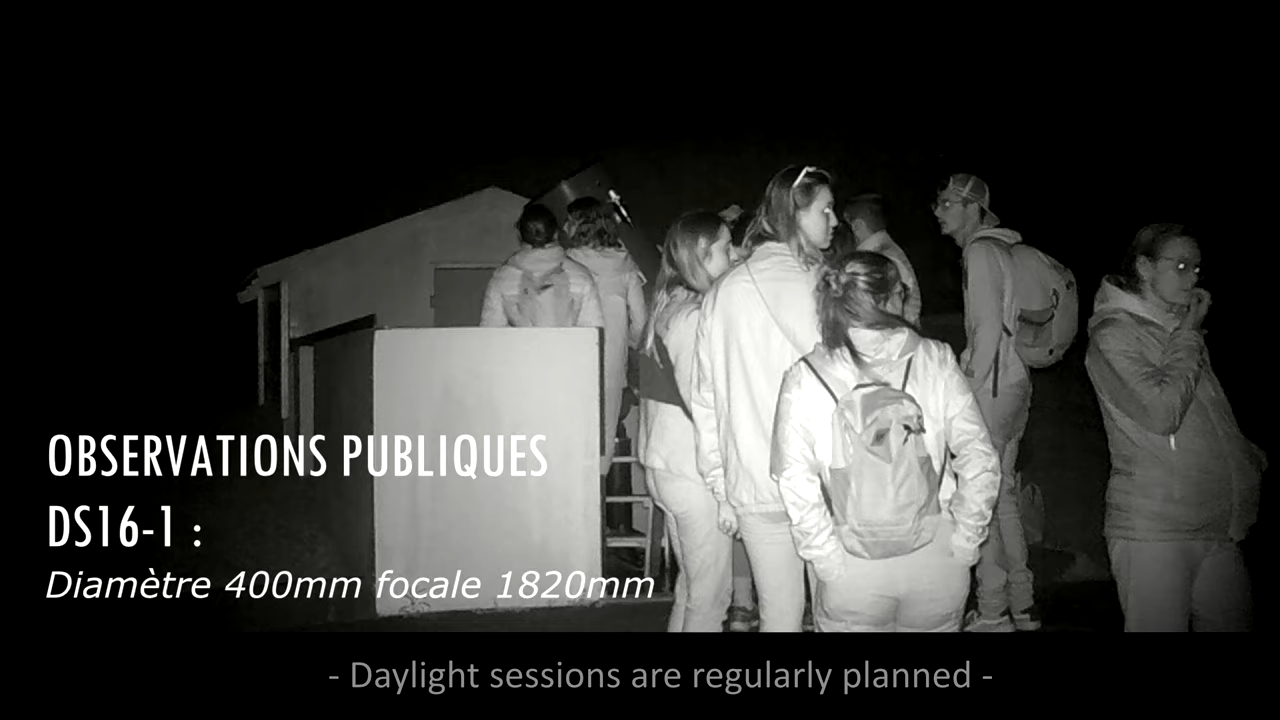 OBSERVATIONS PUBLIQUES
DS16-1 :
Diamètre 400mm focale 1820mm
- Daylight sessions are regularly planned -